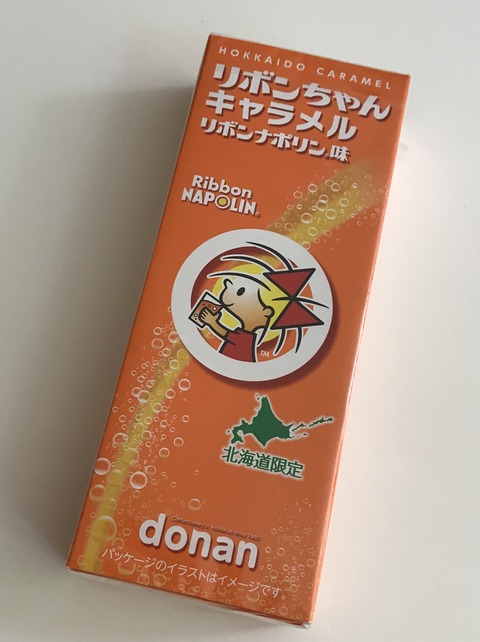 HOKKAIDO CARAMEL
リボンちゃん
キャラメル
リボンナポリン®味
Ribbon
NAPOLIN®
TM
北海道限定
donan
パッケージのイラストはイメージです。